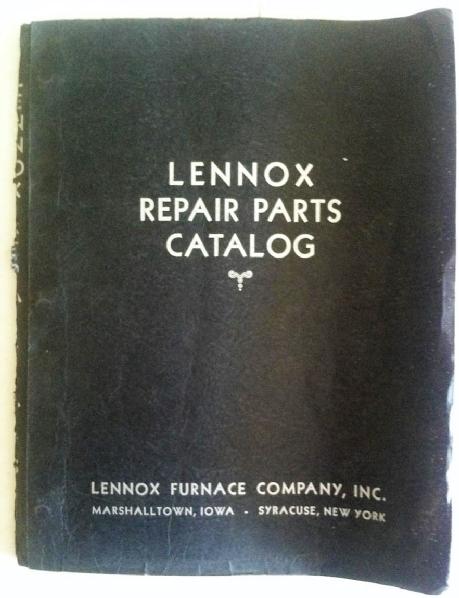 LENNOX
REPAIR PARTS
CATALOG
LENNOX FURNACE COMPANY, INC.
MARSHALLTOWN, IOWA - SYRACUSE, NEW YORK